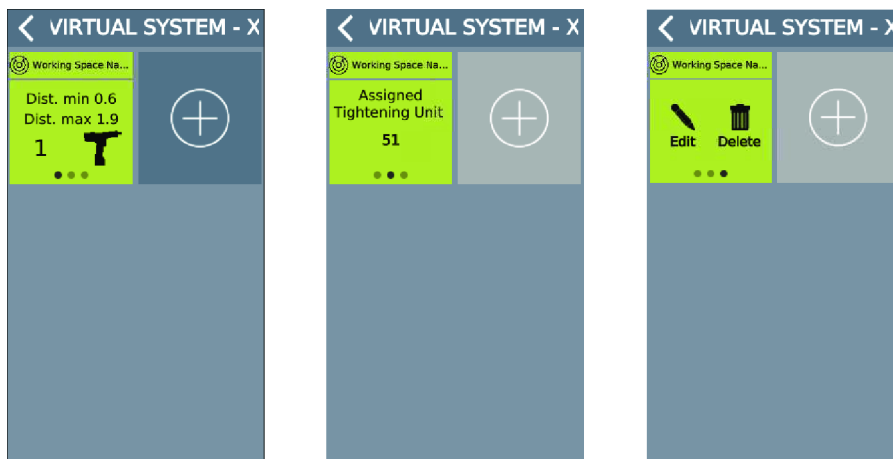 VIRTUAL SYSTEM - X
Working Space Na...
Dist. min 0.6
Dist. max 1.9
1
VIRTUAL SYSTEM - X
Working Space Na...
Assigned
Tightening Unit
51
VIRTUAL SYSTEM - X
Working Space Na...
Edit Delete